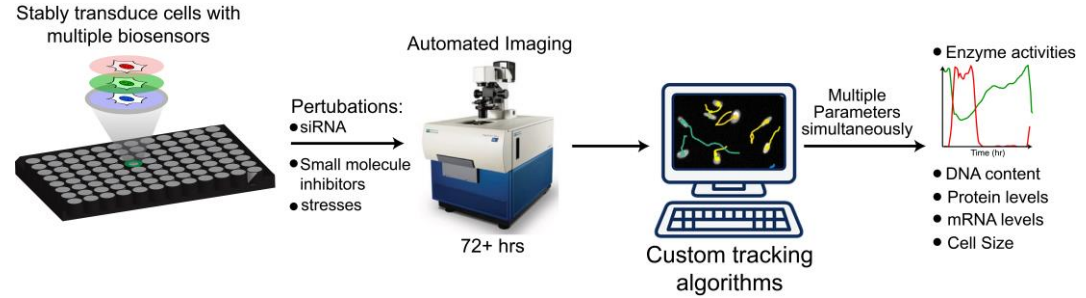 Stably transduce cells with
multiple biosensors
Pertubations:
●siRNA
●Small molecule
inhibitors
●stresses
Automated Imaging
72+ hrs
Custom tracking
algorithms
Multiple
Parameters
simultaneously
● Enzyme activities
Time (hr)
● DNA content
● Protein levels
● mRNA levels
● Cell Size